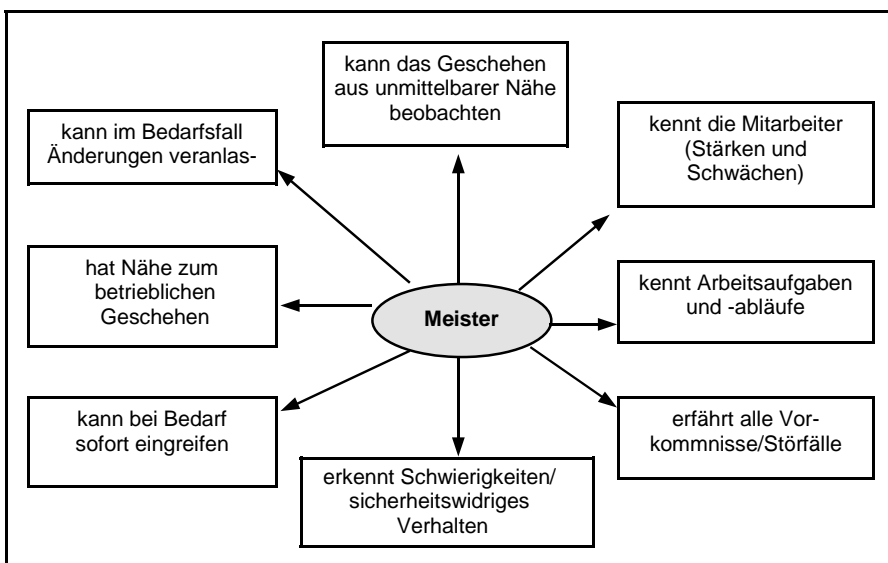 kann das Geschehen
aus unmittelbarer Nähe
beobachten
kann im Bedarfsfall
Änderungen veranlas-
kennt die Mitarbeiter
(Stärken und
Schwächen)
hat Nähe zum
betrieblichen
Geschehen
Meister
kennt Arbeitsaufgaben
und -abläufe
kann bei Bedarf
sofort eingreifen
erfährt alle Vor-
kommnisse/Störfälle
erkennt Schwierigkeiten/
sicherheitswidriges
Verhalten